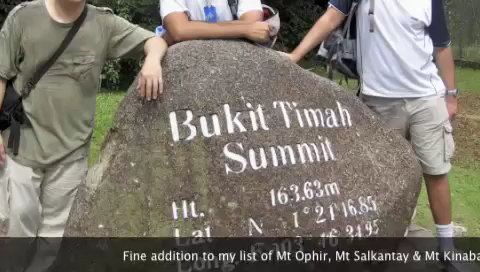 Bukit Timah
Summit
Ht. 163.63m
Lat N 1° 21' 16.85"
Long
Fine addition to my list of Mt Ophir, Mt Salkantay & Mt Kinaba